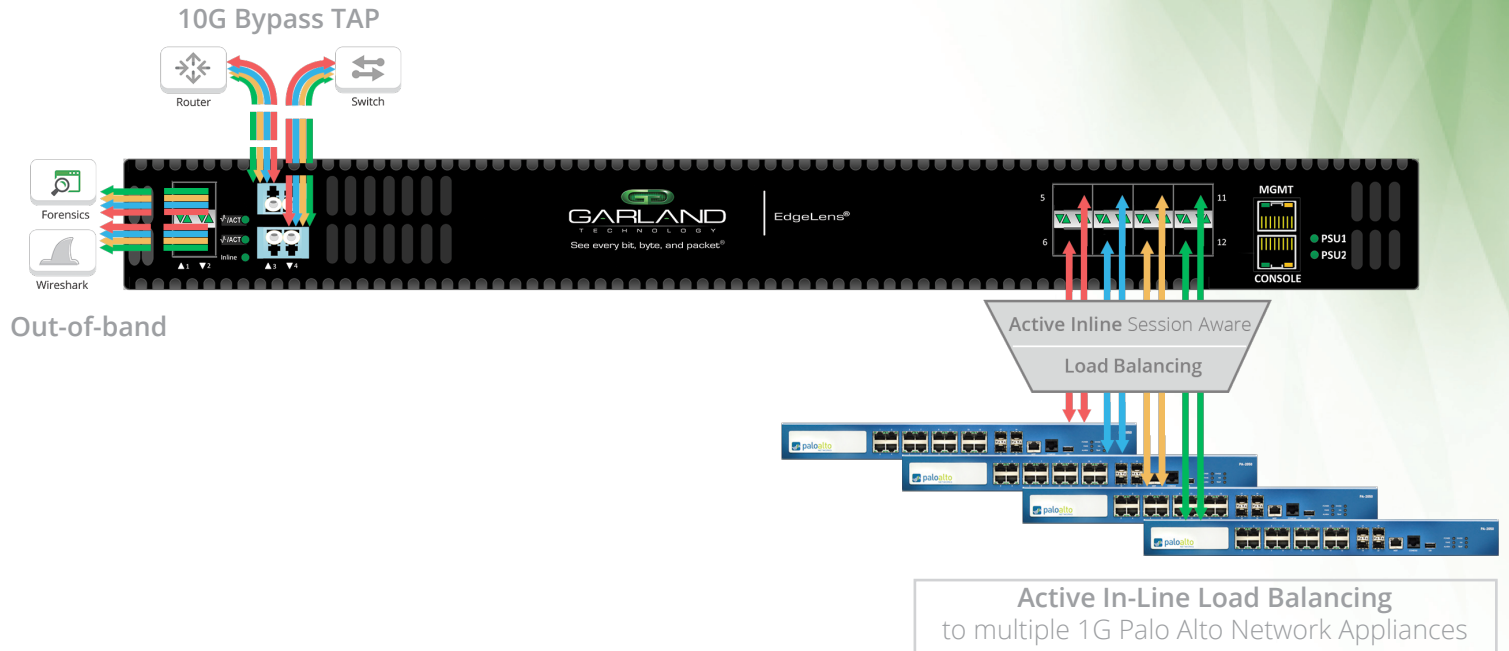 10G Bypass TAP
Router
Switch
Forensics
Wireshark
Out-of-band
/ACT
/ACT
Inline
▲1 ▼2
▲3 ▼4
GARLAND
TECHNOLOGY
See every bit, byte, and packet®
EdgeLens®
5
11
6
12
MGMT
CONSOLE
PSU1
PSU2
Active Inline Session Aware
Load Balancing
paloalto
paloalto
paloalto
paloalto
Active In-Line Load Balancing
to multiple 1G Palo Alto Network Appliances